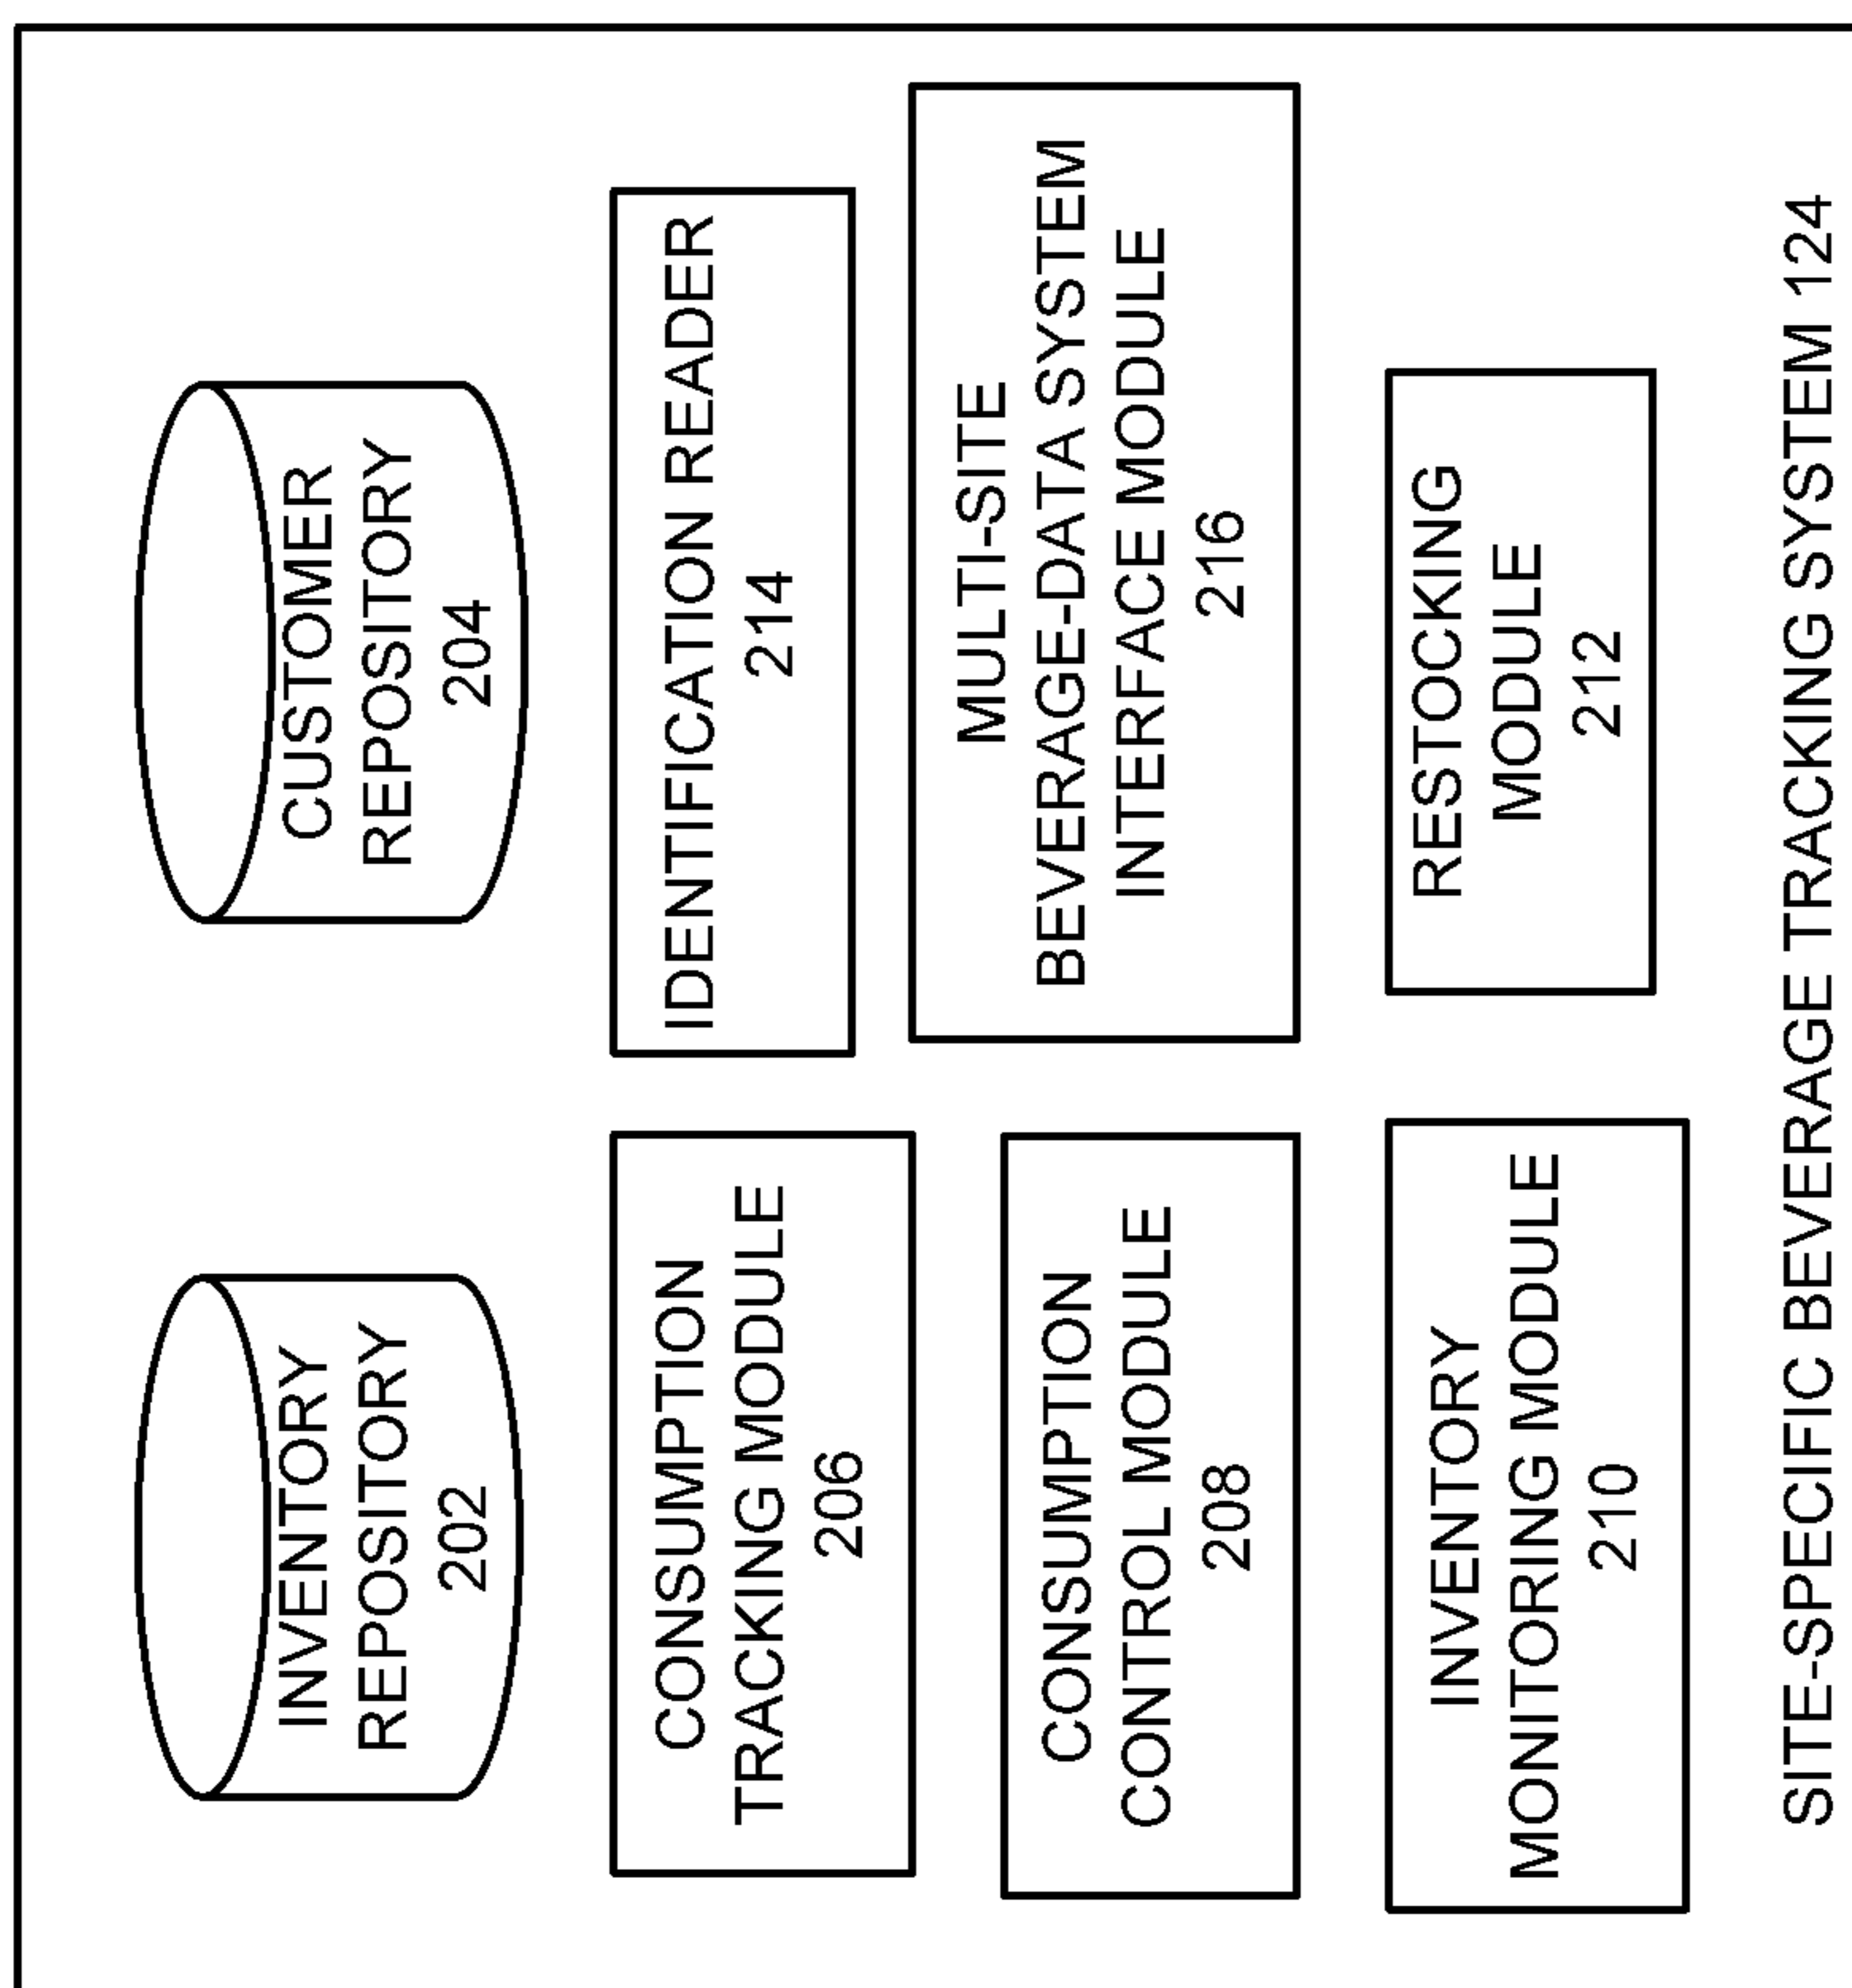 INVENTORY
REPOSITORY
202
CUSTOMER
REPOSITORY
204
CONSUMPTION
TRACKING MODULE
206
IDENTIFICATION READER
214
CONSUMPTION
CONTROL MODULE
208
MULTI-SITE
BEVERAGE-DATA SYSTEM
INTERFACE MODULE
216
INVENTORY
MONITORING MODULE
210
RESTOCKING
MODULE
212
SITE-SPECIFIC BEVERAGE TRACKING SYSTEM 124